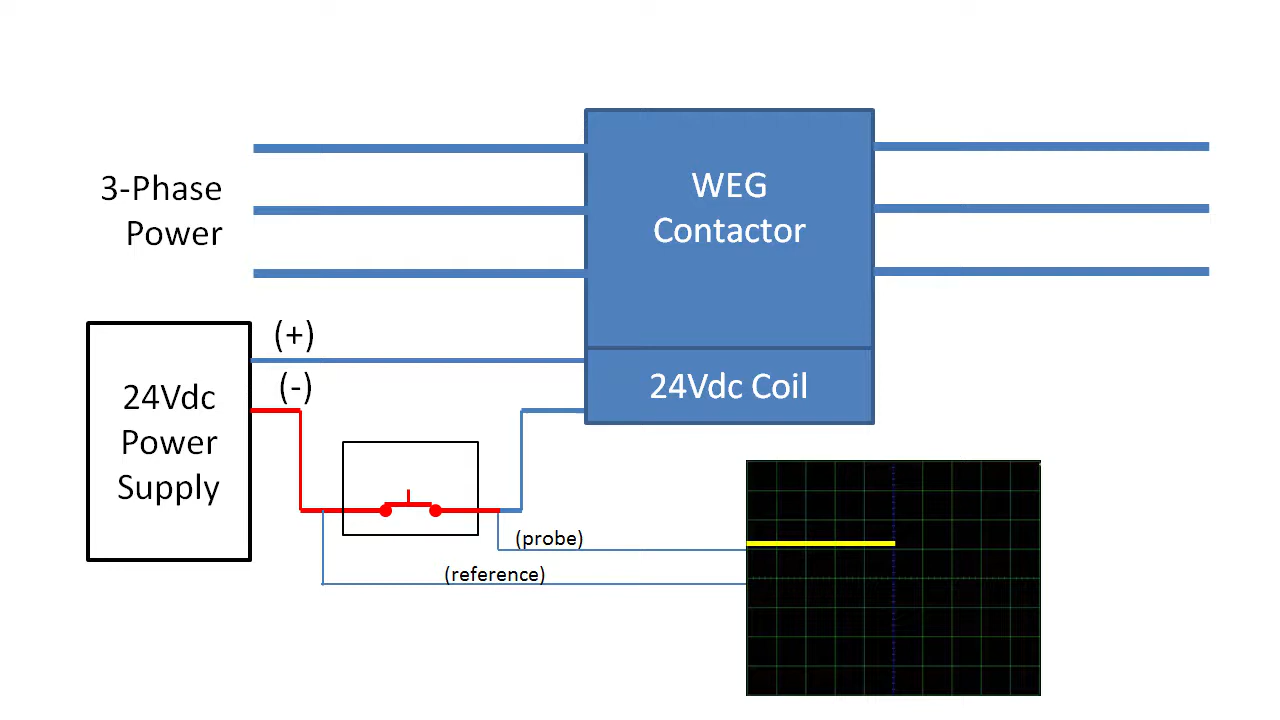 3-Phase
Power
WEG
Contactor
(+)
(-)
24Vdc
Power
Supply
24Vdc Coil
(probe)
(reference)